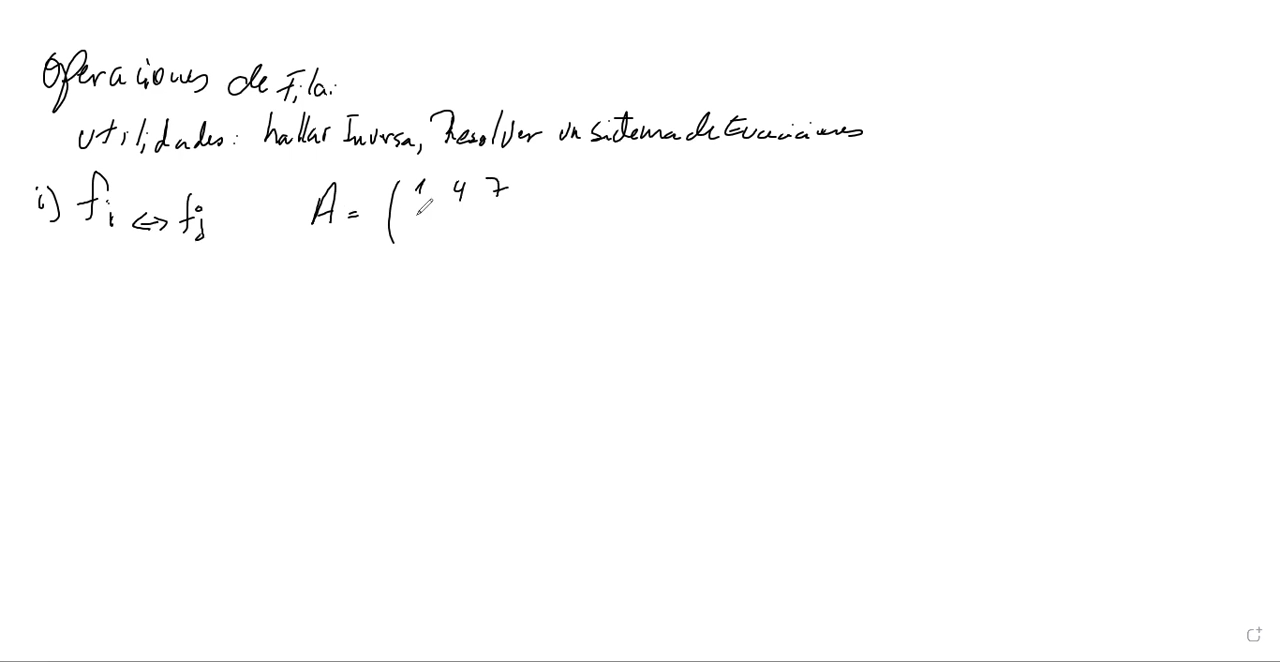 Operaciones de Fila:
utilidades: hallar Inversa, Resolver un sistema de Ecuaciones
i) fi ⇔ fj A = ( 1 4 7